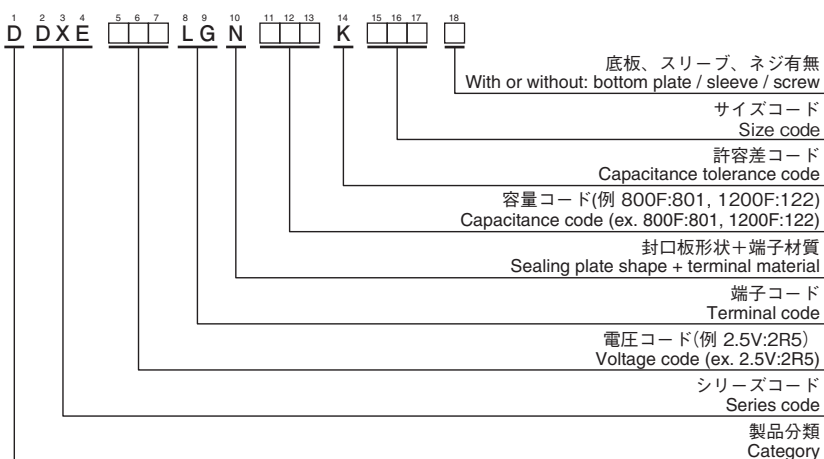 1 2 3 4 5 6 7 8 9 10 11 12 13 14 15 16 17 18
D DXE □□□ LG N □□□ K □□□ □
底板、スリーブ、ネジ有無
With or without: bottom plate / sleeve / screw
サイズコード
Size code
許容差コード
Capacitance tolerance code
容量コード(例 800F:801, 1200F:122)
Capacitance code (ex. 800F:801, 1200F:122)
封口板形状＋端子材質
Sealing plate shape + terminal material
端子コード
Terminal code
電圧コード(例 2.5V:2R5)
Voltage code (ex. 2.5V:2R5)
シリーズコード
Series code
製品分類
Category